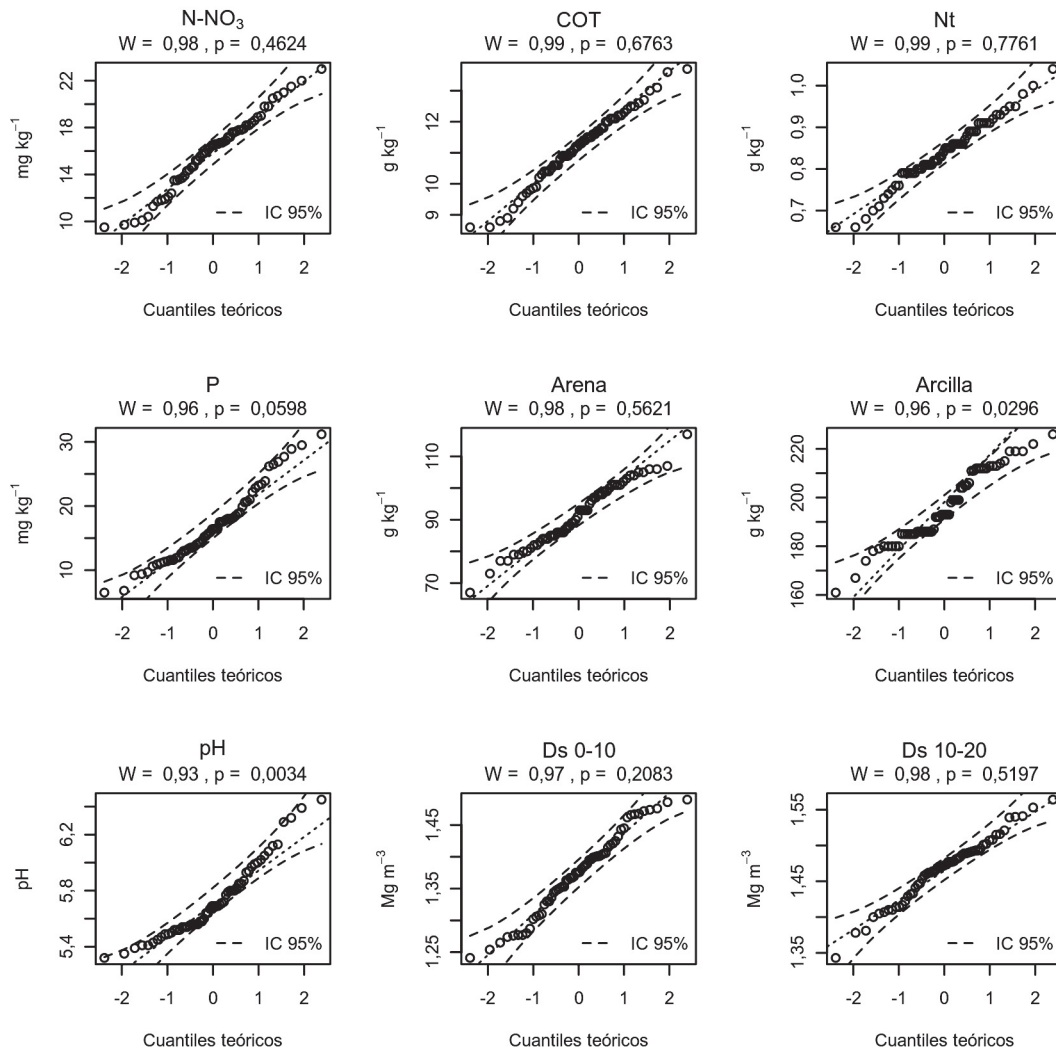 N-NO₃
W = 0,98 , p = 0,4624
mg kg⁻¹
22
18
14
10
IC 95%
-2 -1 0 1 2
Cuantiles teóricos
COT
W = 0,99 , p = 0,6763
g kg⁻¹
12
10
9
IC 95%
-2 -1 0 1 2
Cuantiles teóricos
Nt
W = 0,99 , p = 0,7761
g kg⁻¹
1,0
0,9
0,8
0,7
IC 95%
-2 -1 0 1 2
Cuantiles teóricos
P
W = 0,96 , p = 0,0598
mg kg⁻¹
30
20
10
IC 95%
-2 -1 0 1 2
Cuantiles teóricos
Arena
W = 0,98 , p = 0,5621
g kg⁻¹
110
90
70
IC 95%
-2 -1 0 1 2
Cuantiles teóricos
Arcilla
W = 0,96 , p = 0,0296
g kg⁻¹
220
200
180
160
IC 95%
-2 -1 0 1 2
Cuantiles teóricos
pH
W = 0,93 , p = 0,0034
pH
6,2
5,8
5,4
IC 95%
-2 -1 0 1 2
Cuantiles teóricos
Ds 0-10
W = 0,97 , p = 0,2083
Mg m⁻³
1,45
1,35
1,25
IC 95%
-2 -1 0 1 2
Cuantiles teóricos
Ds 10-20
W = 0,98 , p = 0,5197
Mg m⁻³
1,55
1,45
1,35
IC 95%
-2 -1 0 1 2
Cuantiles teóricos